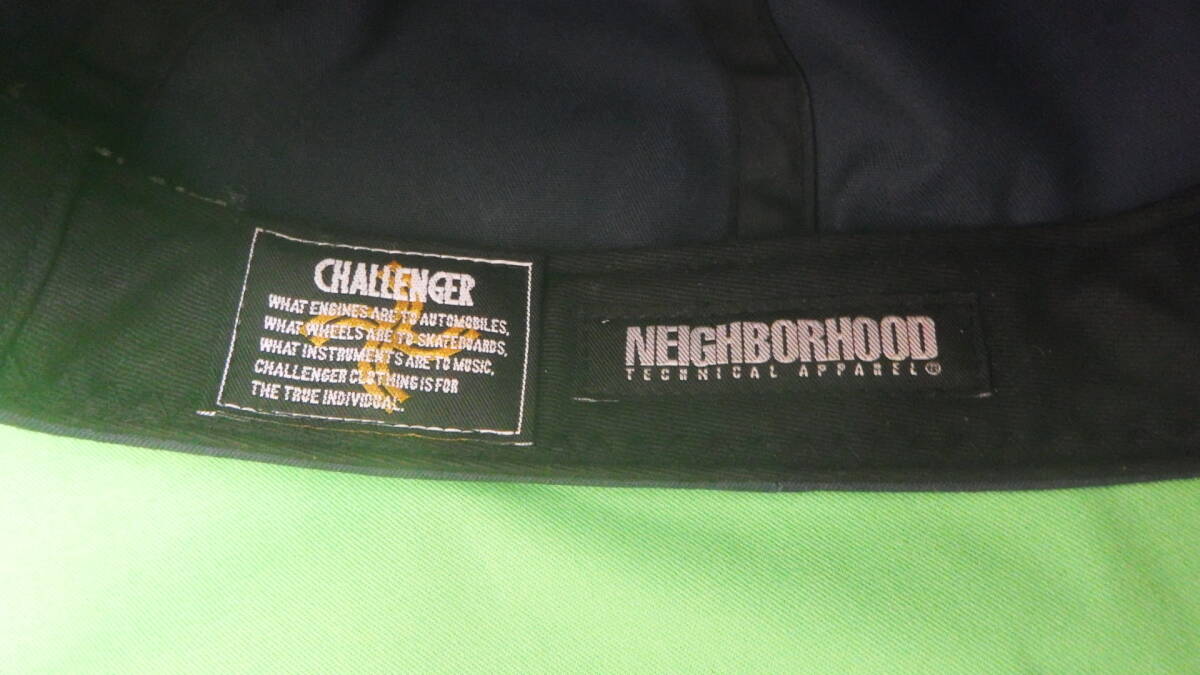 CHALLENGER
WHAT ENGINES ARE TO AUTOMOBILES,
WHAT WHEELS ARE TO SKATEBOARDS,
WHAT INSTRUMENTS ARE TO MUSIC,
CHALLENGER CLOTHING IS FOR
THE TRUE INDIVIDUAL.
NEIGHBORHOOD
TECHNICAL APPAREL®